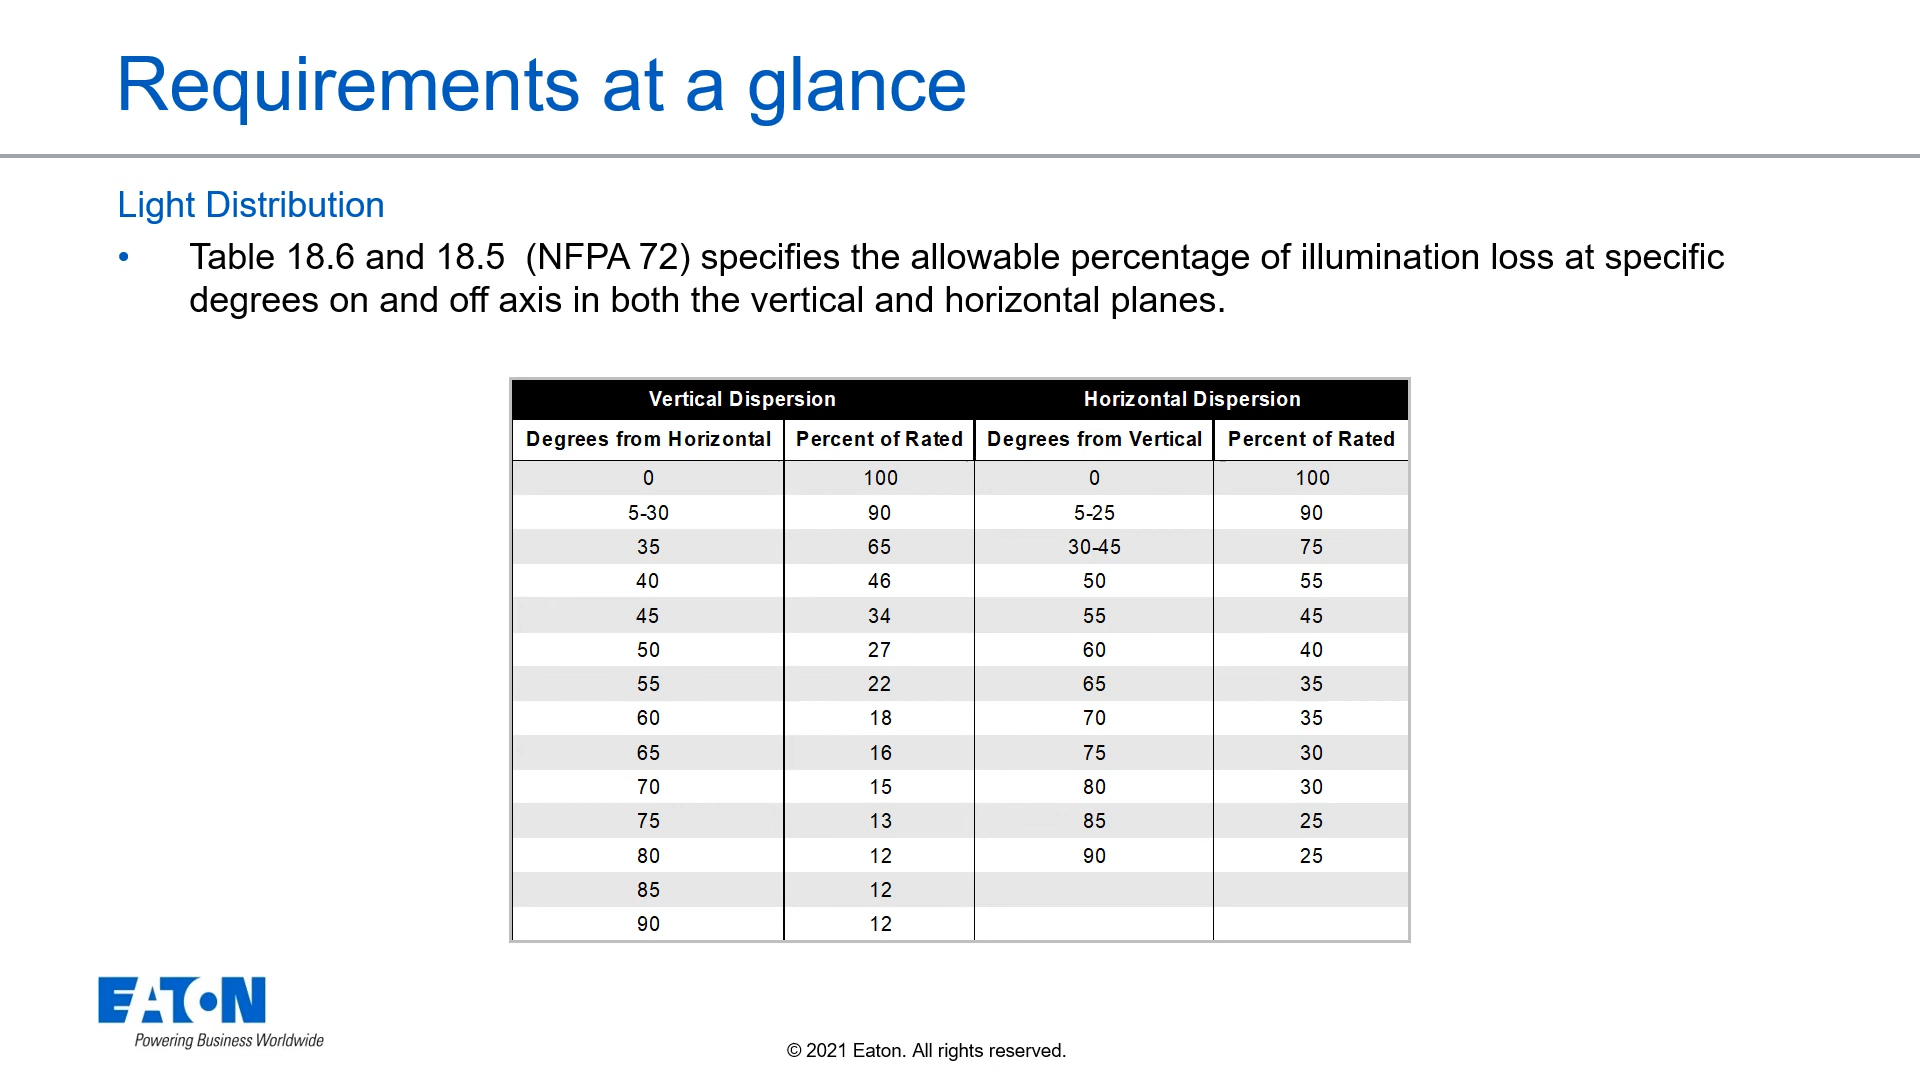 Requirements at a glance
Light Distribution
• Table 18.6 and 18.5 (NFPA 72) specifies the allowable percentage of illumination loss at specific
degrees on and off axis in both the vertical and horizontal planes.
Vertical Dispersion Horizontal Dispersion
Degrees from Horizontal Percent of Rated Degrees from Vertical Percent of Rated
0 100 0 100
5-30 90 5-25 90
35 65 30-45 75
40 46 50 55
45 34 55 45
50 27 60 40
55 22 65 35
60 18 70 35
65 16 75 30
70 15 80 30
75 13 85 25
80 12 90 25
85 12
90 12
EATON
Powering Business Worldwide
© 2021 Eaton. All rights reserved.